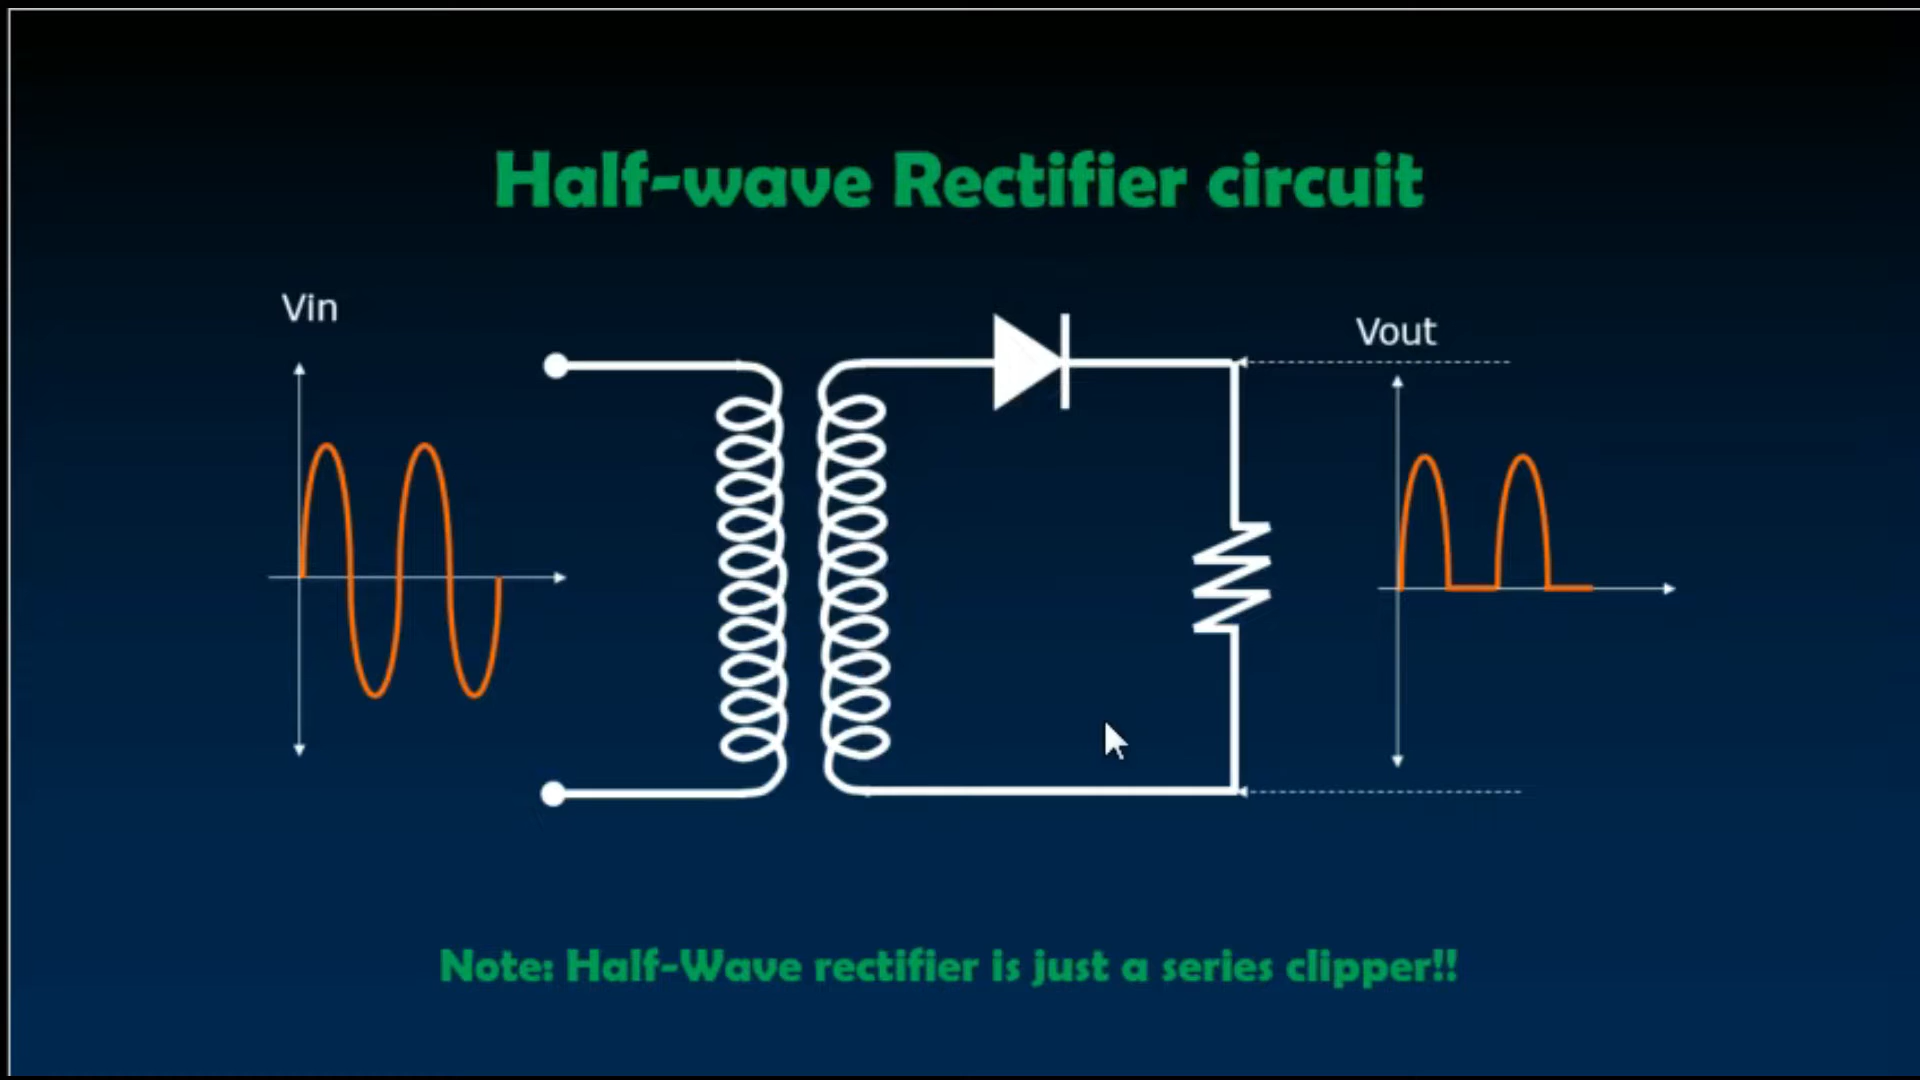 Half-wave Rectifier circuit
Vin
Vout
Note: Half-Wave rectifier is just a series clipper!!